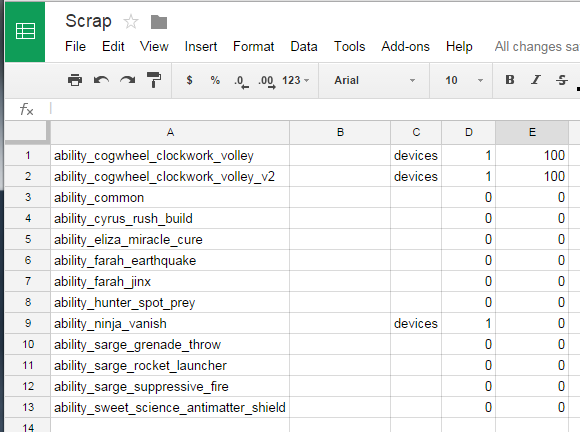 Scrap
File Edit View Insert Format Data Tools Add-ons Help All changes sa
$ % .0 .00 123 Arial 10 B I S
fx
A B C D E
1 ability_cogwheel_clockwork_volley devices 1 100
2 ability_cogwheel_clockwork_volley_v2 devices 1 100
3 ability_common 0 0
4 ability_cyrus_rush_build 0 0
5 ability_eliza_miracle_cure 0 0
6 ability_farah_earthquake 0 0
7 ability_farah_jinx 0 0
8 ability_hunter_spot_prey 0 0
9 ability_ninja_vanish devices 1 0
10 ability_sarge_grenade_throw 0 0
11 ability_sarge_rocket_launcher 0 0
12 ability_sarge_suppressive_fire 0 0
13 ability_sweet_science_antimatter_shield 0 0
14